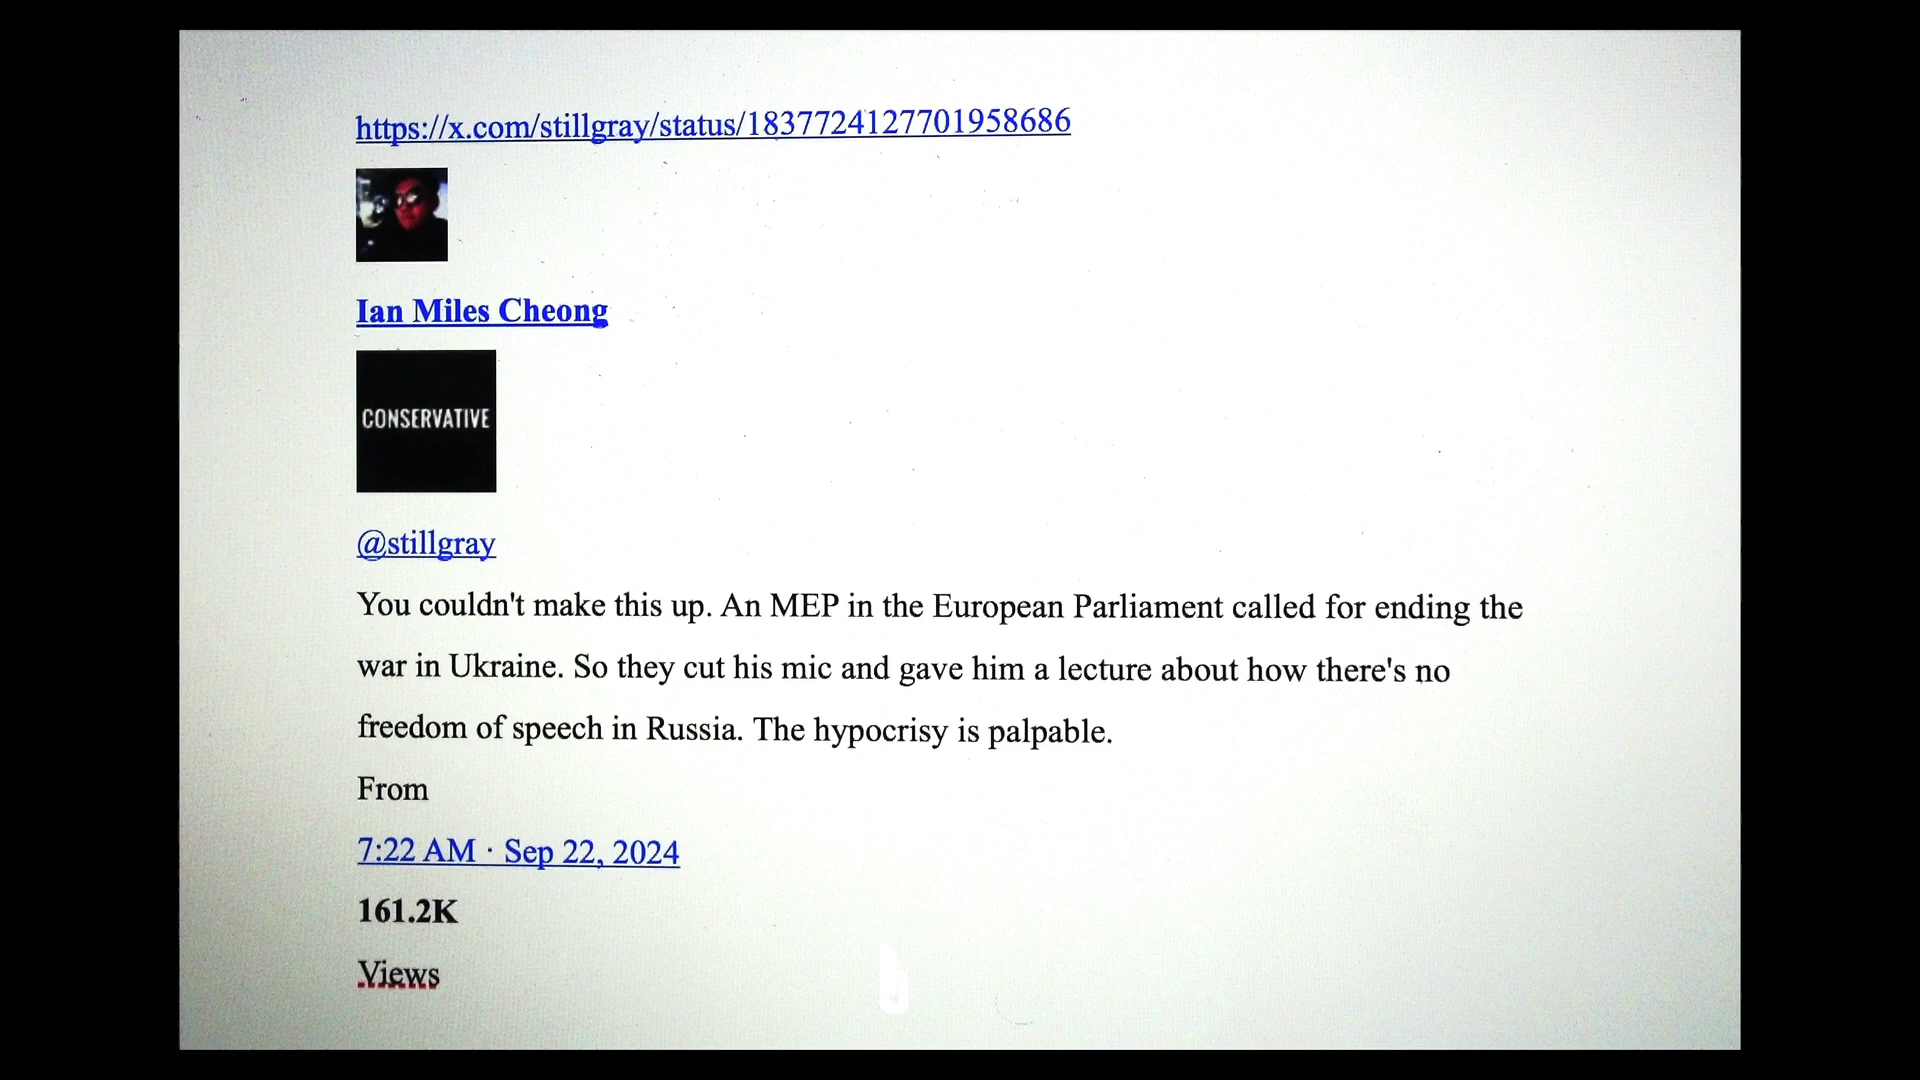 https://x.com/stillgray/status/1837724127701958686
Ian Miles Cheong
CONSERVATIVE
@stillgray
You couldn't make this up. An MEP in the European Parliament called for ending the
war in Ukraine. So they cut his mic and gave him a lecture about how there's no
freedom of speech in Russia. The hypocrisy is palpable.
From
7:22 AM · Sep 22, 2024
161.2K
Views